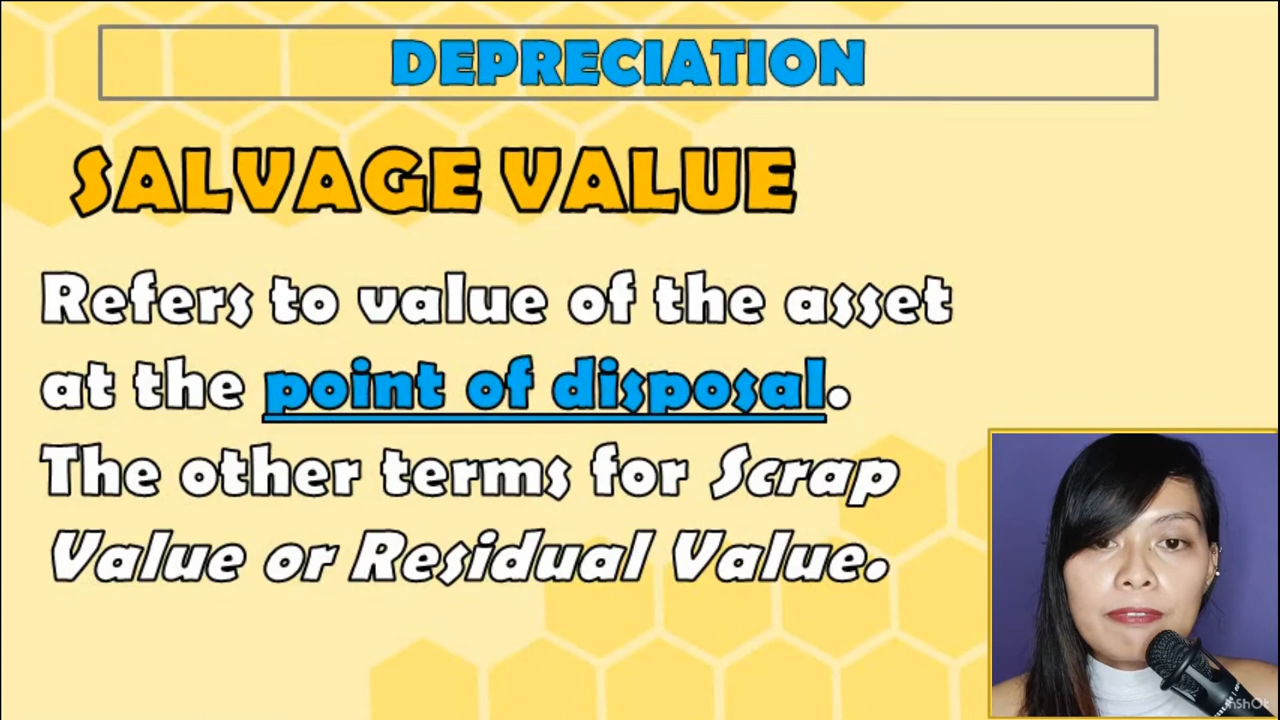 DEPRECIATION
SALVAGE VALUE
Refers to value of the asset
at the point of disposal.
The other terms for Scrap
Value or Residual Value.
InShOt